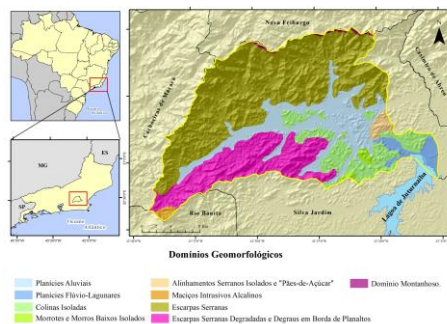 Nova Friburgo
Casimiro de Abreu
Cachoeiras de Macacu
MG
ES
SP
Rio Bonito
Silva Jardim
Lagoa de Juturnaíba
Domínios Geomorfológicos
Planícies Aluviais
Planícies Flúvio-Lagunares
Colinas Isoladas
Morrotes e Morros Baixos Isolados
Alinhamentos Serranos Isolados e "Pães-de-Açúcar"
Maciços Intrusivos Alcalinos
Escarpas Serranas
Escarpas Serranas Degradadas e Degraus em Borda de Planaltos
Domínio Montanhoso.